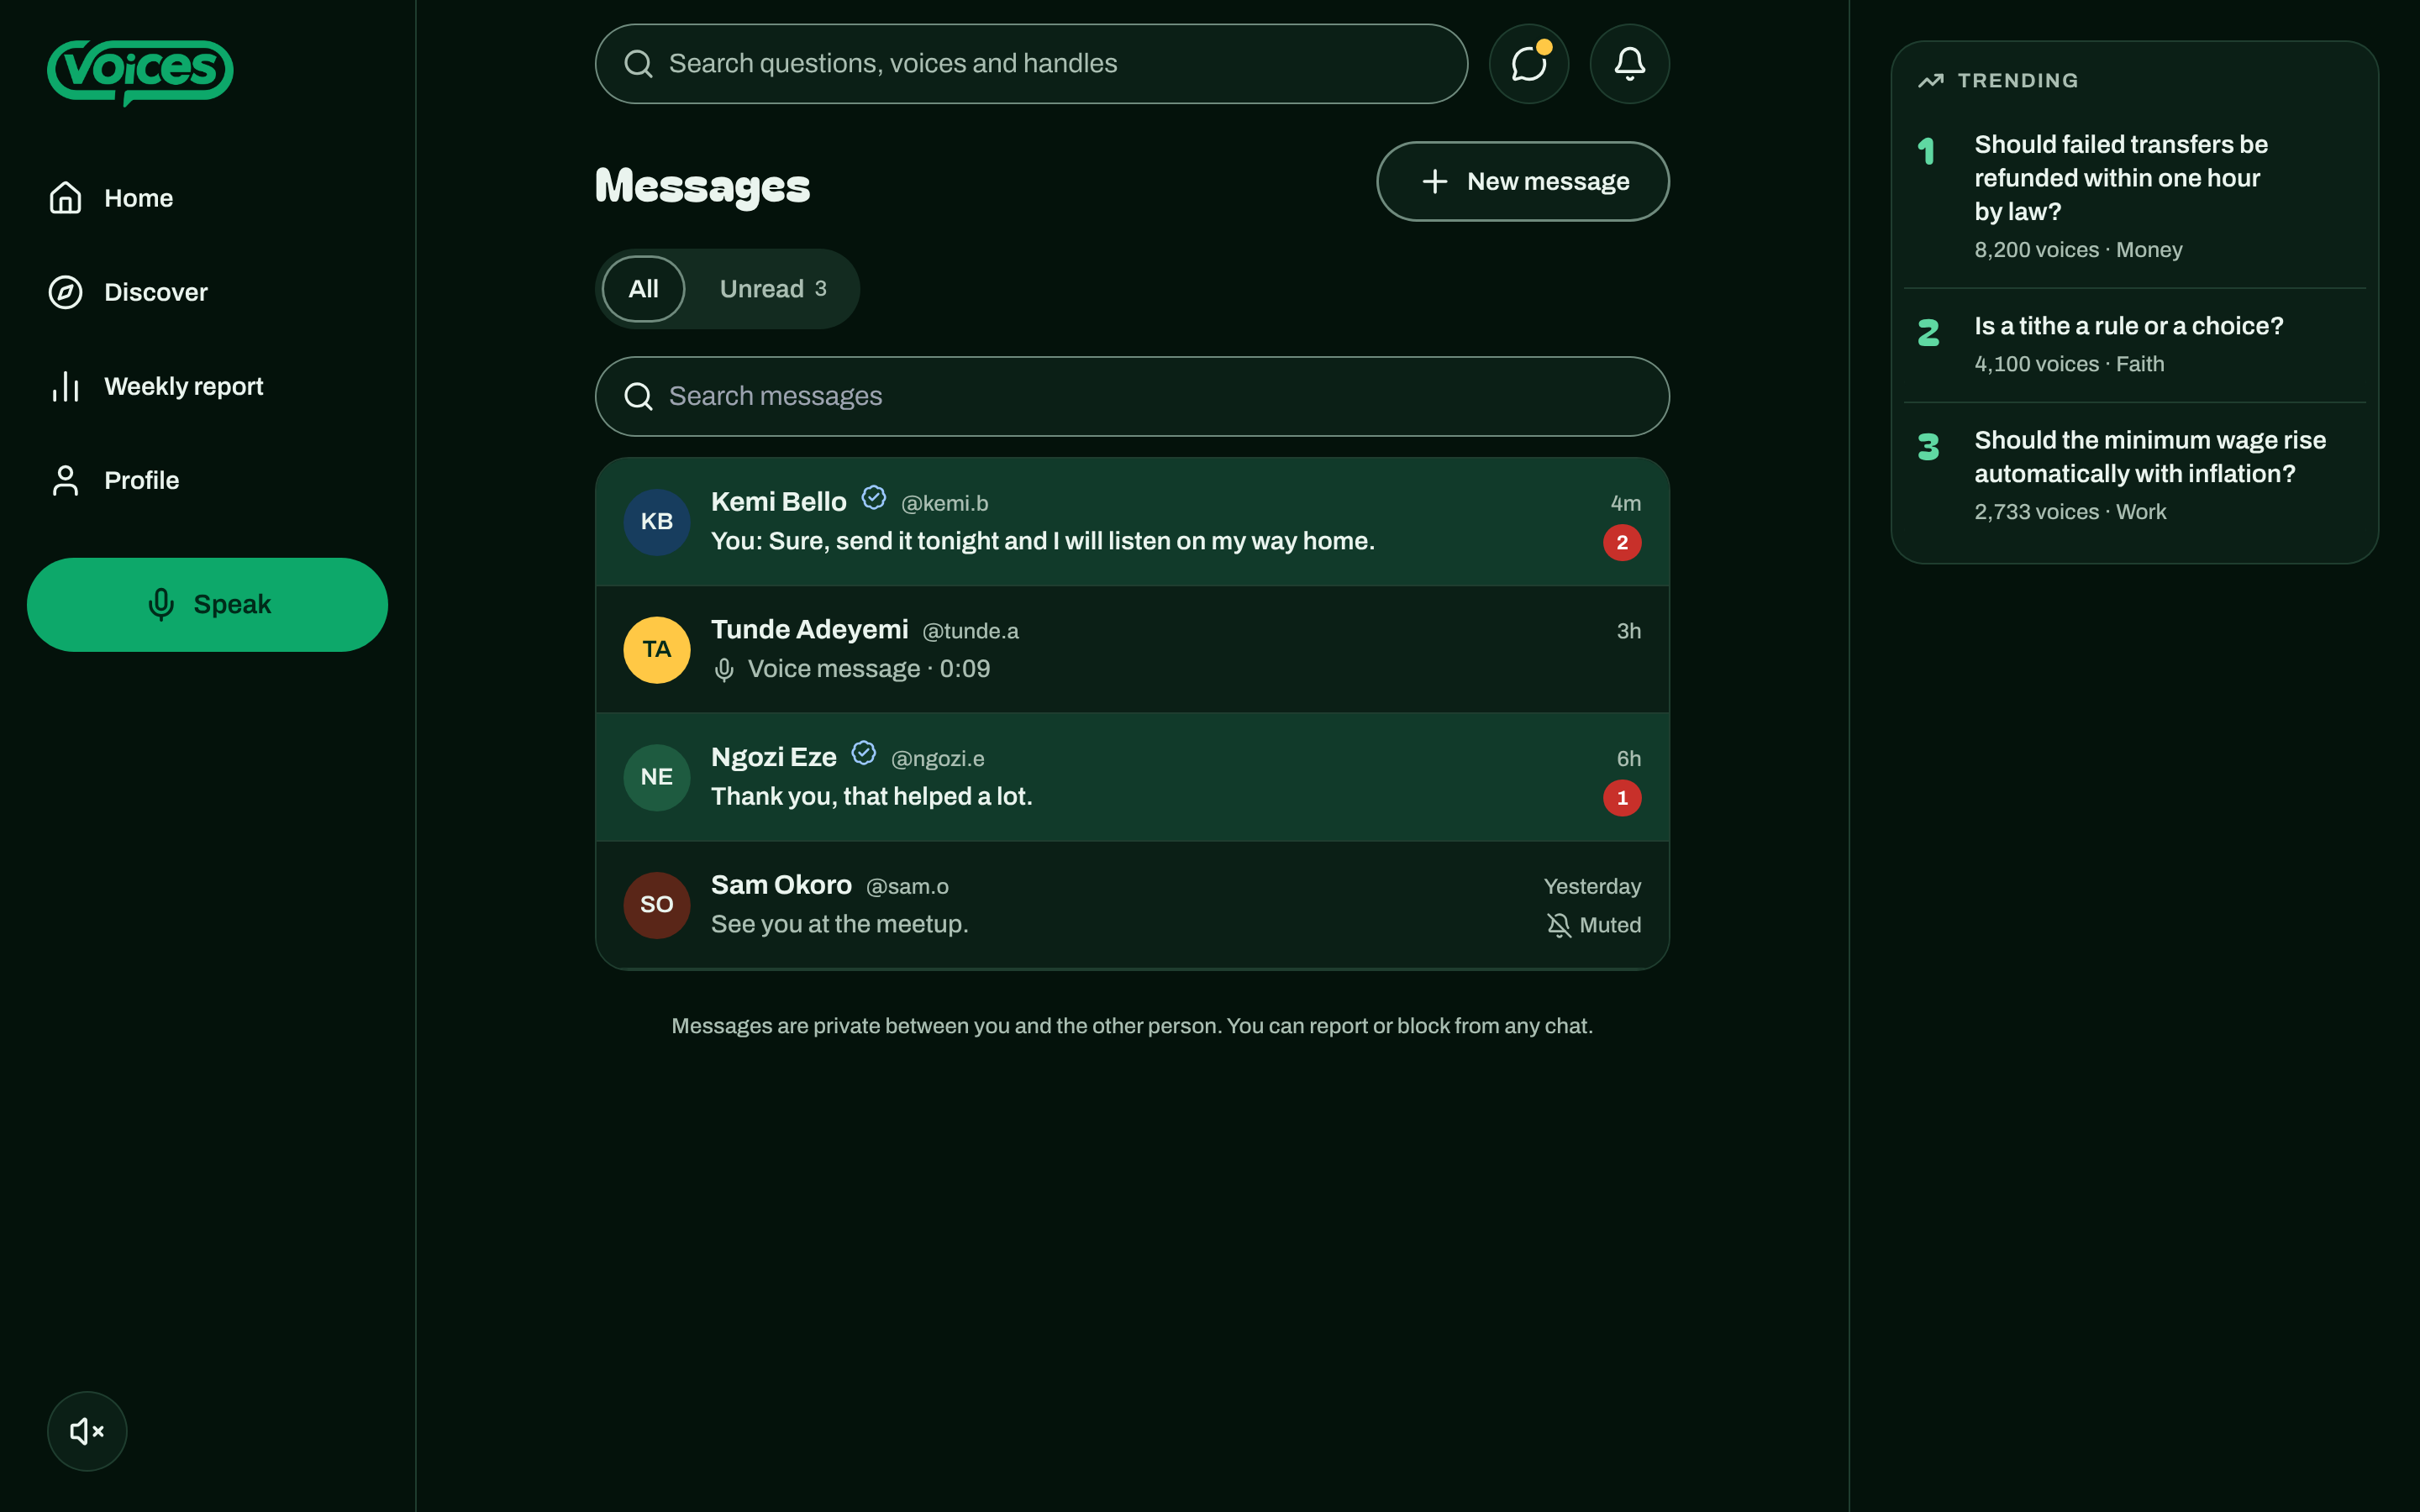 voices
Home
Discover
Weekly report
Profile
Speak
Search questions, voices and handles
Messages
New message
All
Unread 3
Search messages
KB
Kemi Bello @kemi.b
4m
You: Sure, send it tonight and I will listen on my way home.
2
TA
Tunde Adeyemi @tunde.a
3h
Voice message · 0:09
NE
Ngozi Eze @ngozi.e
6h
Thank you, that helped a lot.
1
SO
Sam Okoro @sam.o
Yesterday
See you at the meetup.
Muted
Messages are private between you and the other person. You can report or block from any chat.
TRENDING
1
Should failed transfers be
refunded within one hour
by law?
8,200 voices · Money
2
Is a tithe a rule or a choice?
4,100 voices · Faith
3
Should the minimum wage rise
automatically with inflation?
2,733 voices · Work